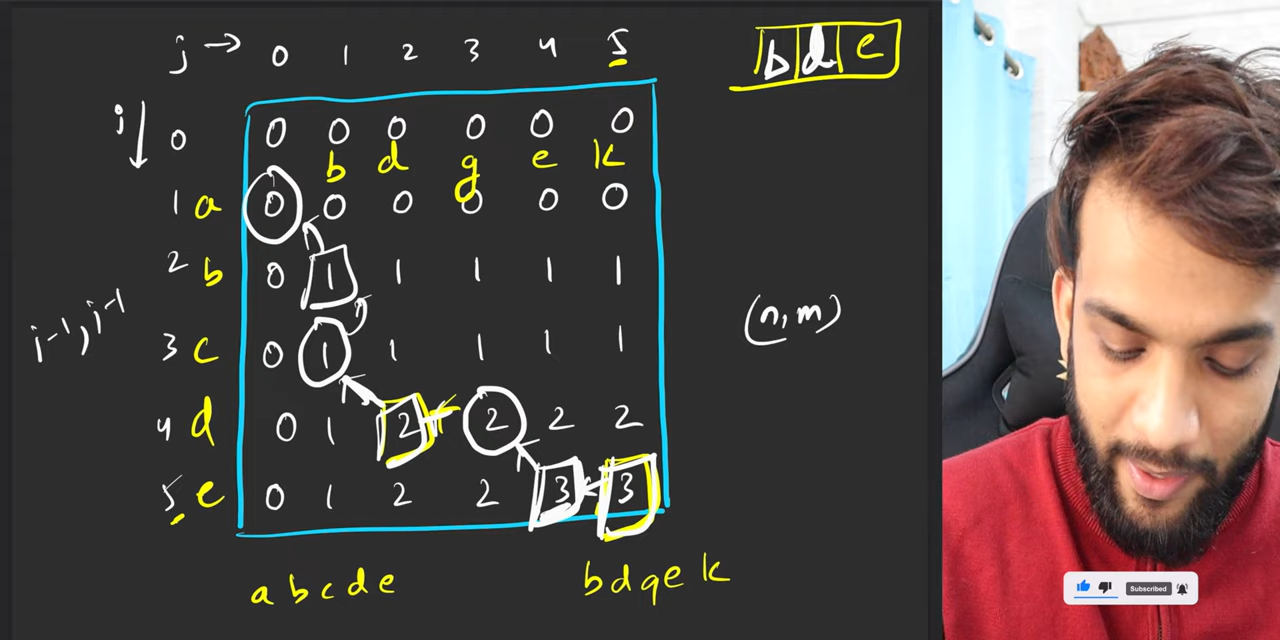 j → 0 1 2 3 4 5
b d e
i ↓ 0 0 0 0 0 0 0
b d g e k
1 a 0 0 0 0 0 0
2 b 0 1 1 1 1 1
i-1, j-1
(n, m)
3 c 0 1 1 1 1 1
4 d 0 1 2 2 2 2
5 e 0 1 2 2 3 3
a b c d e
b d g e k
Subscribed